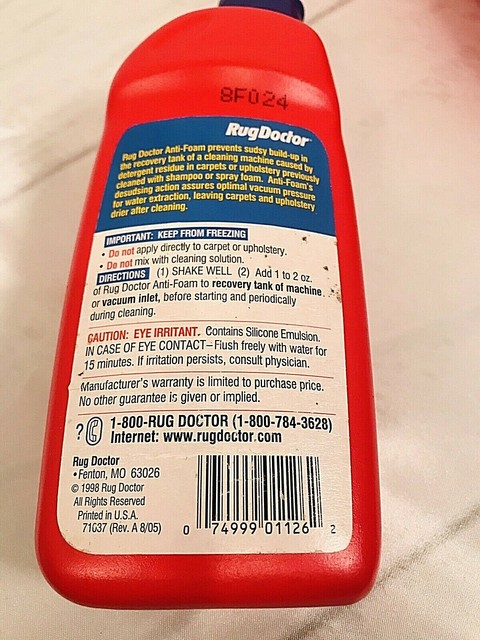 8F024
RugDoctor
Rug Doctor Anti-Foam prevents sudsy build-up in
the recovery tank of a cleaning machine caused by
detergent residue in carpets or upholstery previously
cleaned with shampoo or spray foam. Anti-Foam's
desudsing action assures optimal vacuum pressure
for water extraction, leaving carpets and upholstery
drier after cleaning.
IMPORTANT: KEEP FROM FREEZING
• Do not apply directly to carpet or upholstery.
• Do not mix with cleaning solution.
DIRECTIONS (1) SHAKE WELL (2) Add 1 to 2 oz.
of Rug Doctor Anti-Foam to recovery tank of machine
or vacuum inlet, before starting and periodically
during cleaning.
CAUTION: EYE IRRITANT. Contains Silicone Emulsion.
IN CASE OF EYE CONTACT–Flush freely with water for
15 minutes. If irritation persists, consult physician.
Manufacturer's warranty is limited to purchase price.
No other guarantee is given or implied.
? 1-800-RUG DOCTOR (1-800-784-3628)
Internet: www.rugdoctor.com
Rug Doctor
• Fenton, MO 63026
© 1998 Rug Doctor
All Rights Reserved
Printed in U.S.A.
71037 (Rev. A 8/05)
0 74999 01126 2